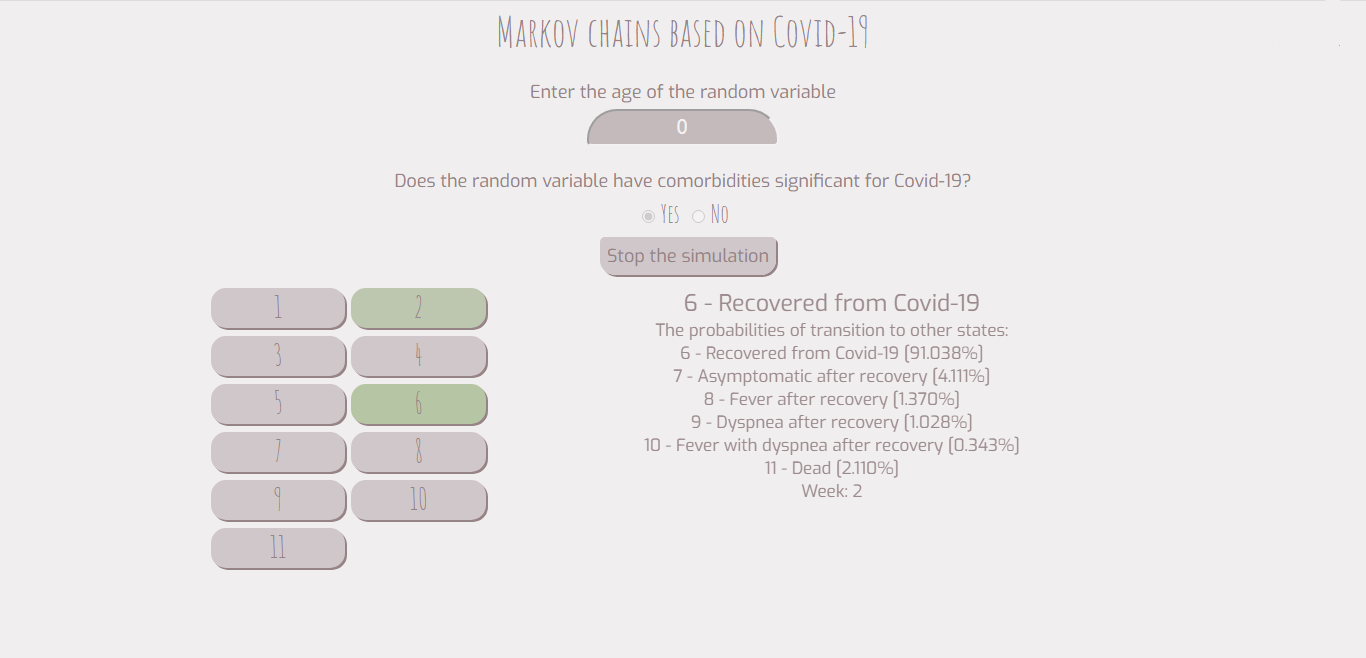 Markov chains based on Covid-19
Enter the age of the random variable
0
Does the random variable have comorbidities significant for Covid-19?
Yes No
Stop the simulation
1 2
3 4
5 6
7 8
9 10
11
6 - Recovered from Covid-19
The probabilities of transition to other states:
6 - Recovered from Covid-19 [91.038%]
7 - Asymptomatic after recovery [4.111%]
8 - Fever after recovery [1.370%]
9 - Dyspnea after recovery [1.028%]
10 - Fever with dyspnea after recovery [0.343%]
11 - Dead [2.110%]
Week: 2